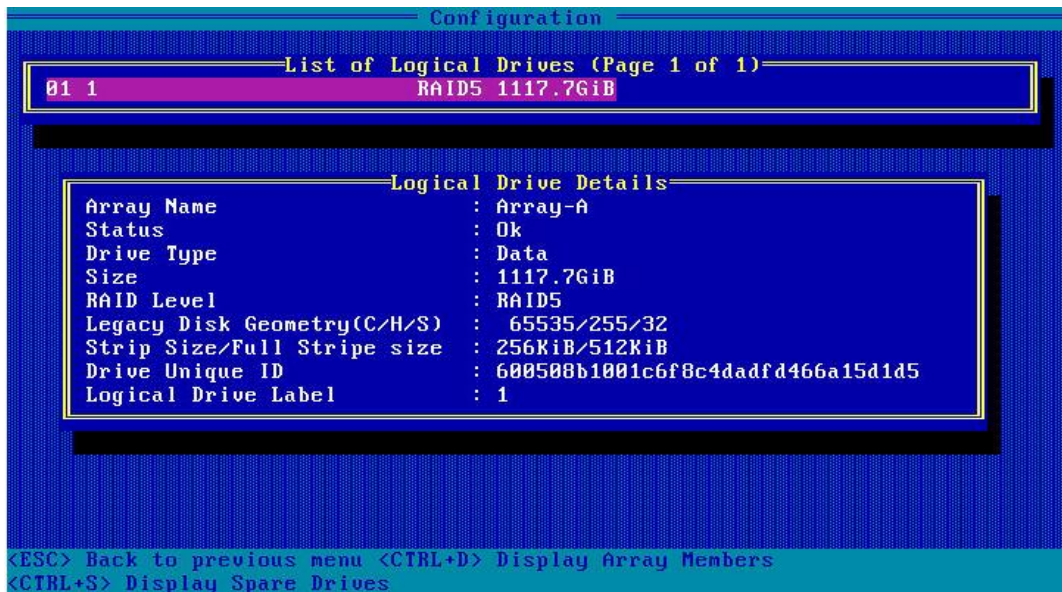 Configuration
List of Logical Drives (Page 1 of 1)
01 1 RAID5 1117.7GiB
Logical Drive Details
Array Name : Array-A
Status : Ok
Drive Type : Data
Size : 1117.7GiB
RAID Level : RAID5
Legacy Disk Geometry(C/H/S) : 65535/255/32
Strip Size/Full Stripe size : 256KiB/512KiB
Drive Unique ID : 600508b1001c6f8c4dadfd466a15d1d5
Logical Drive Label : 1
<ESC> Back to previous menu <CTRL+D> Display Array Members
<CTRL+S> Display Spare Drives